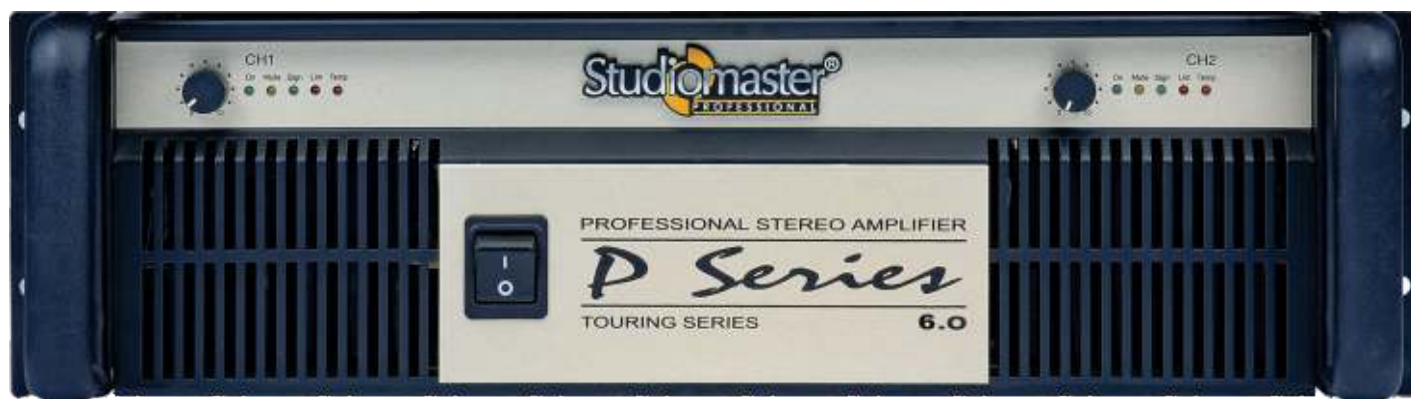 CH1
On Mute Sign Lim Temp
Studiomaster®
PROFESSIONAL
CH2
On Mute Sign Lim Temp
PROFESSIONAL STEREO AMPLIFIER
P Series
TOURING SERIES 6.0
I
O